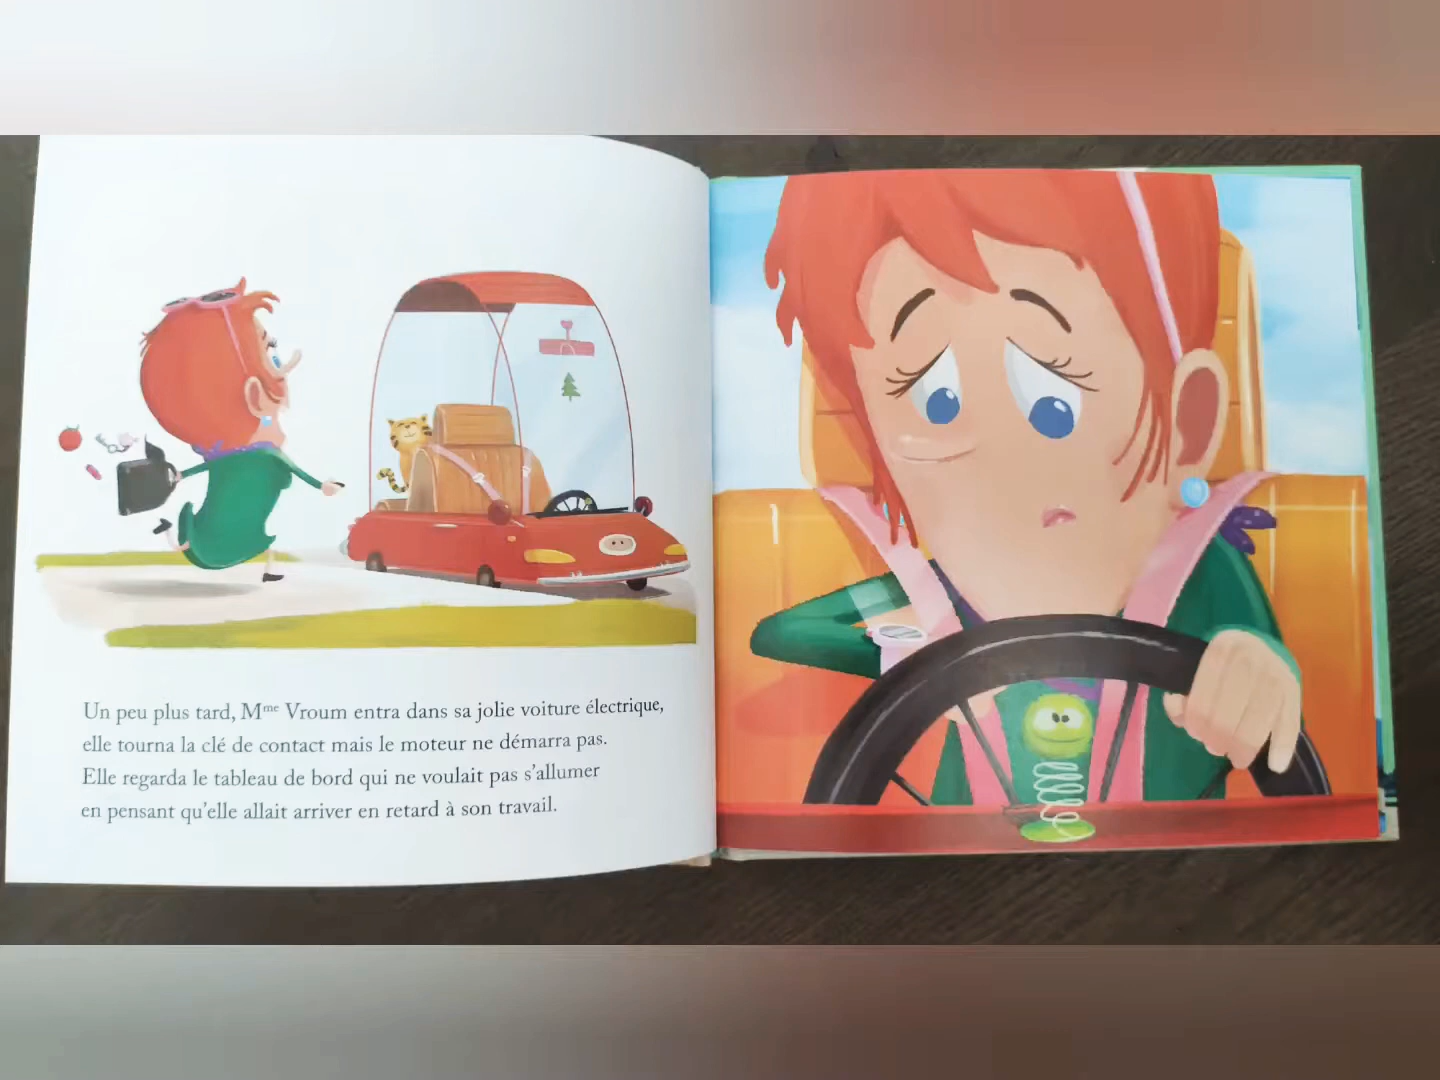 Un peu plus tard, Mme Vroum entra dans sa jolie voiture électrique,
elle tourna la clé de contact mais le moteur ne démarra pas.
Elle regarda le tableau de bord qui ne voulait pas s'allumer
en pensant qu'elle allait arriver en retard à son travail.